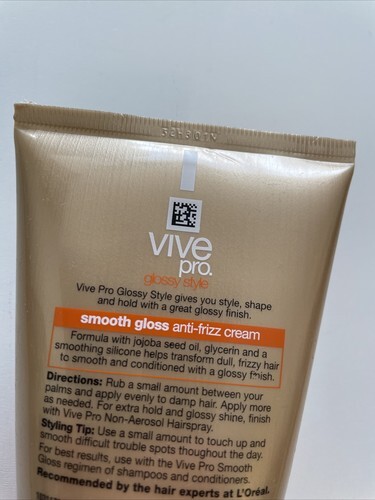 vive
pro.
glossy style
Vive Pro Glossy Style gives you style, shape
and hold with a great glossy finish.
smooth gloss anti-frizz cream
Formula with jojoba seed oil, glycerin and a
smoothing silicone helps transform dull, frizzy hair
to smooth and conditioned with a glossy finish.
Directions: Rub a small amount between your
palms and apply evenly to damp hair. Apply more
as needed. For extra hold and glossy shine, finish
with Vive Pro Non-Aerosol Hairspray.
Styling Tip: Use a small amount to touch up and
smooth difficult trouble spots thoughout the day.
For best results, use with the Vive Pro Smooth
Gloss regimen of shampoos and conditioners.
Recommended by the hair experts at L'Oréal.